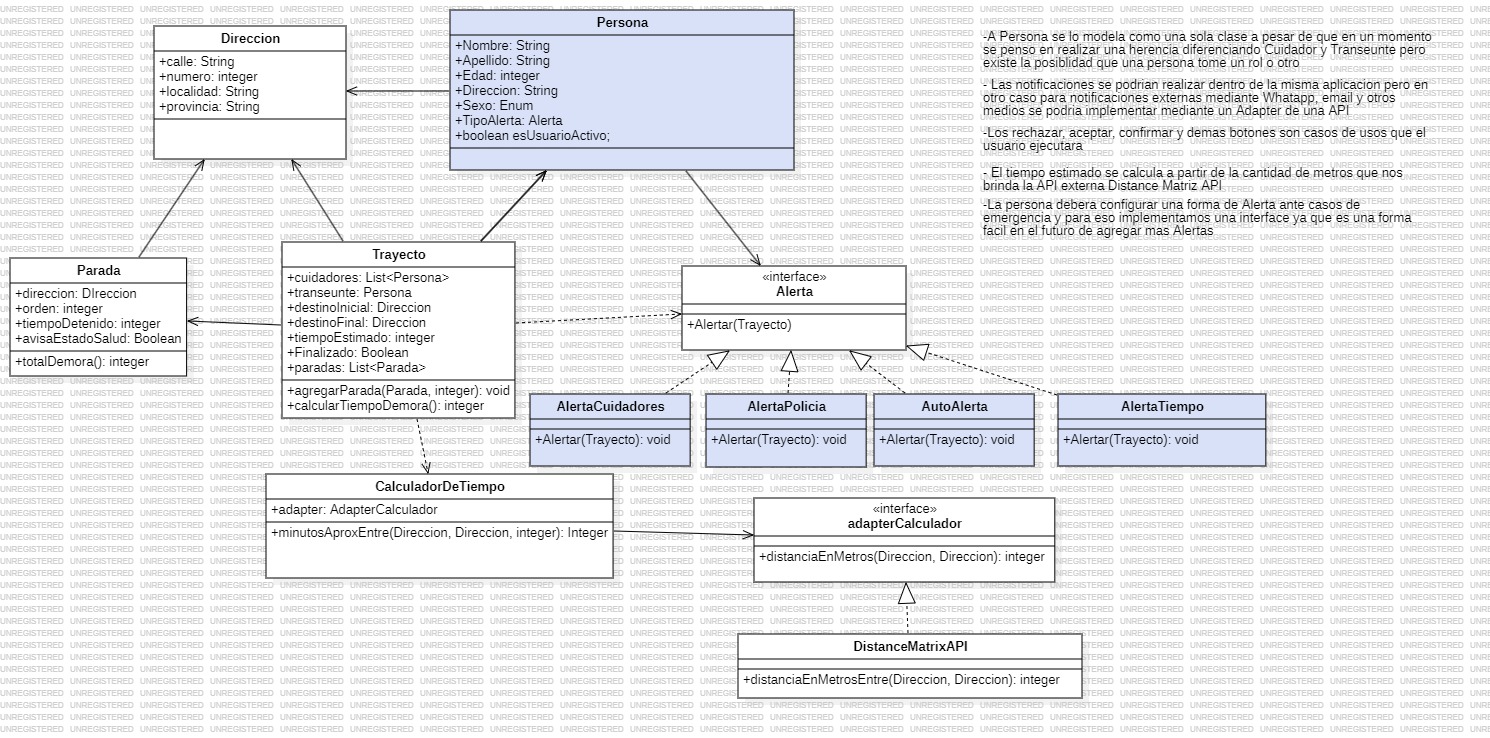 Direccion
+calle: String
+numero: integer
+localidad: String
+provincia: String
Persona
+Nombre: String
+Apellido: String
+Edad: integer
+Direccion: String
+Sexo: Enum
+TipoAlerta: Alerta
+boolean esUsuarioActivo;
-A Persona se lo modela como una sola clase a pesar de que en un momento
se penso en realizar una herencia diferenciando Cuidador y Transeunte pero
existe la posiblidad que una persona tome un rol o otro
- Las notificaciones se podrian realizar dentro de la misma aplicacion pero en
otro caso para notificaciones externas mediante Whatapp, email y otros
medios se podria implementar mediante un Adapter de una API
-Los rechazar, aceptar, confirmar y demas botones son casos de usos que el
usuario ejecutara
- El tiempo estimado se calcula a partir de la cantidad de metros que nos
brinda la API externa Distance Matriz API
-La persona debera configurar una forma de Alerta ante casos de
emergencia y para eso implementamos una interface ya que es una forma
facil en el futuro de agregar mas Alertas
Parada
+direccion: DIreccion
+orden: integer
+tiempoDetenido: integer
+avisaEstadoSalud: Boolean
+totalDemora(): integer
Trayecto
+cuidadores: List<Persona>
+transeunte: Persona
+destinoInicial: Direccion
+destinoFinal: Direccion
+tiempoEstimado: integer
+Finalizado: Boolean
+paradas: List<Parada>
+agregarParada(Parada, integer): void
+calcularTiempoDemora(): integer
«interface»
Alerta
+Alertar(Trayecto)
AlertaCuidadores
+Alertar(Trayecto): void
AlertaPolicia
+Alertar(Trayecto): void
AutoAlerta
+Alertar(Trayecto): void
AlertaTiempo
+Alertar(Trayecto): void
CalculadorDeTiempo
+adapter: AdapterCalculador
+minutosAproxEntre(Direccion, Direccion, integer): Integer
«interface»
adapterCalculador
+distanciaEnMetros(Direccion, Direccion): integer
DistanceMatrixAPI
+distanciaEnMetrosEntre(Direccion, Direccion): integer
UNREGISTERED